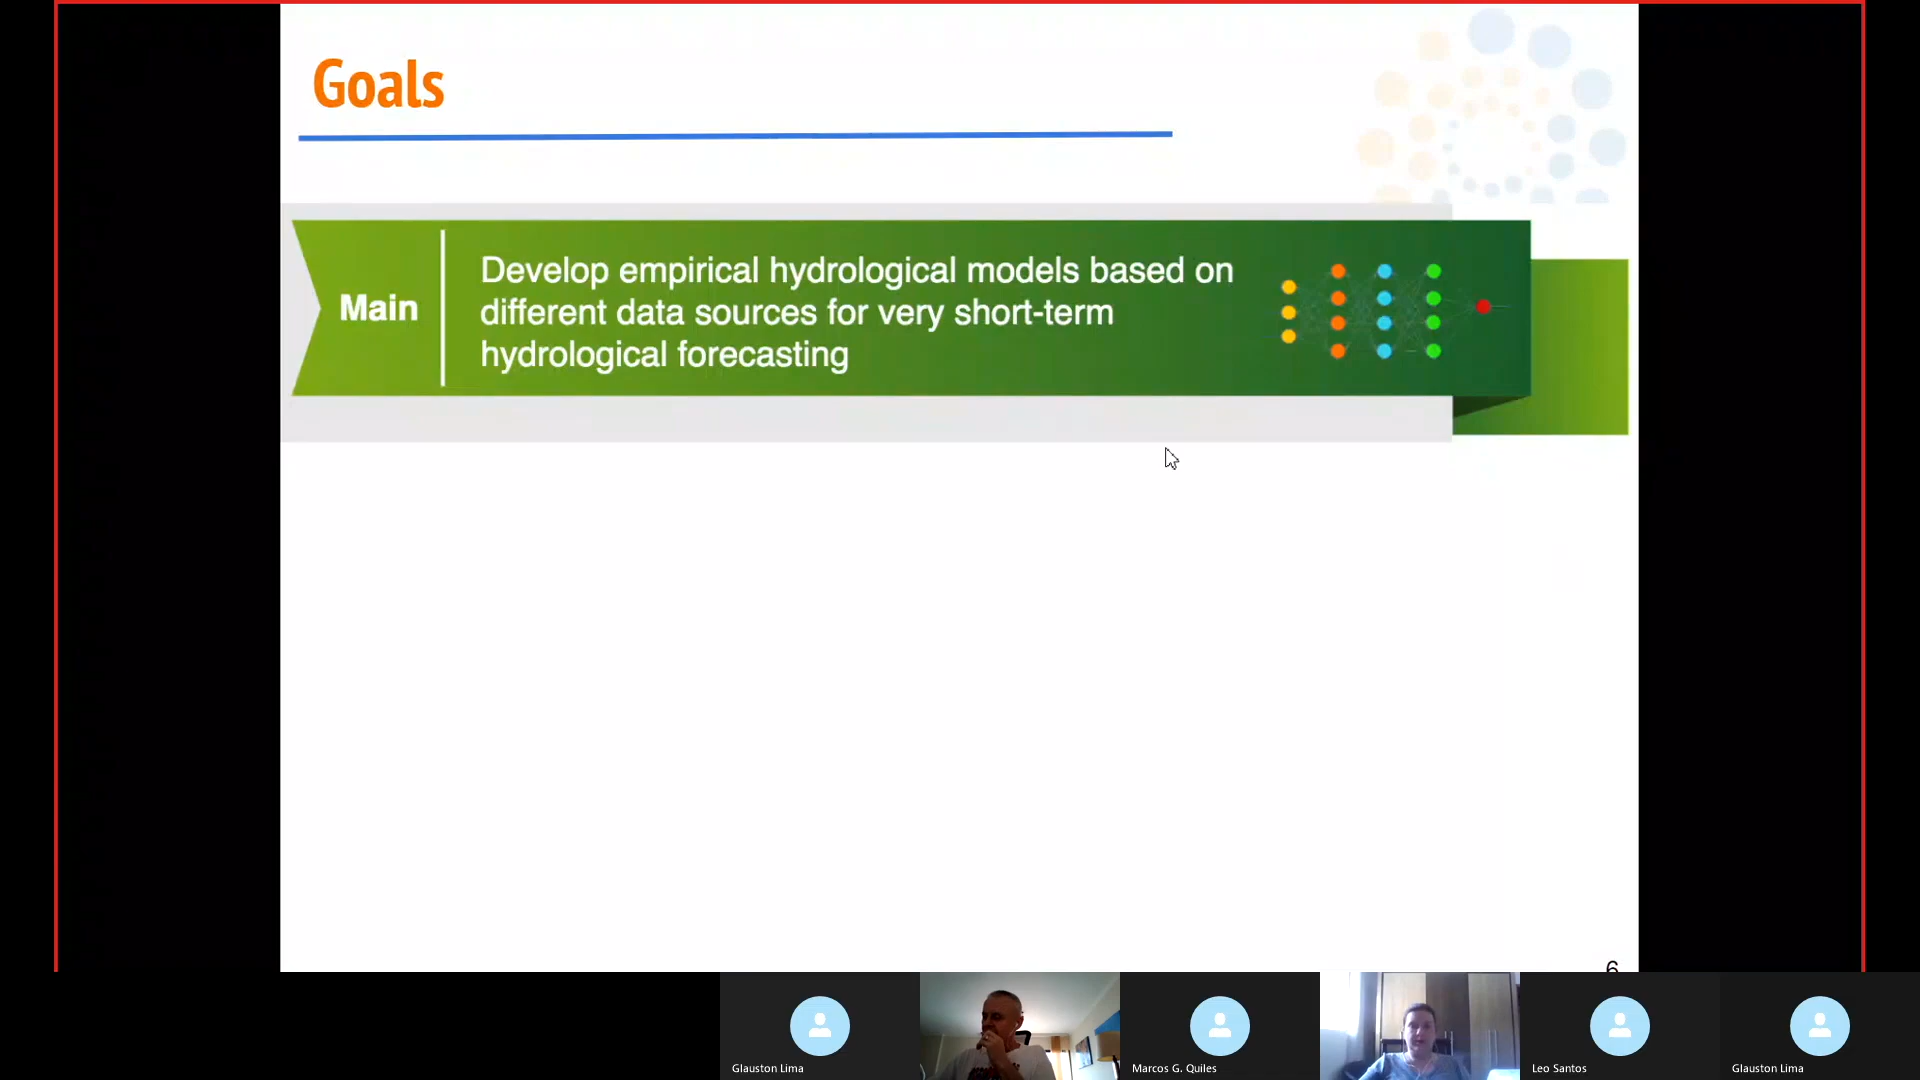 Goals
Main
Develop empirical hydrological models based on
different data sources for very short-term
hydrological forecasting
6
Glauston Lima
Marcos G. Quiles
Leo Santos
Glauston Lima